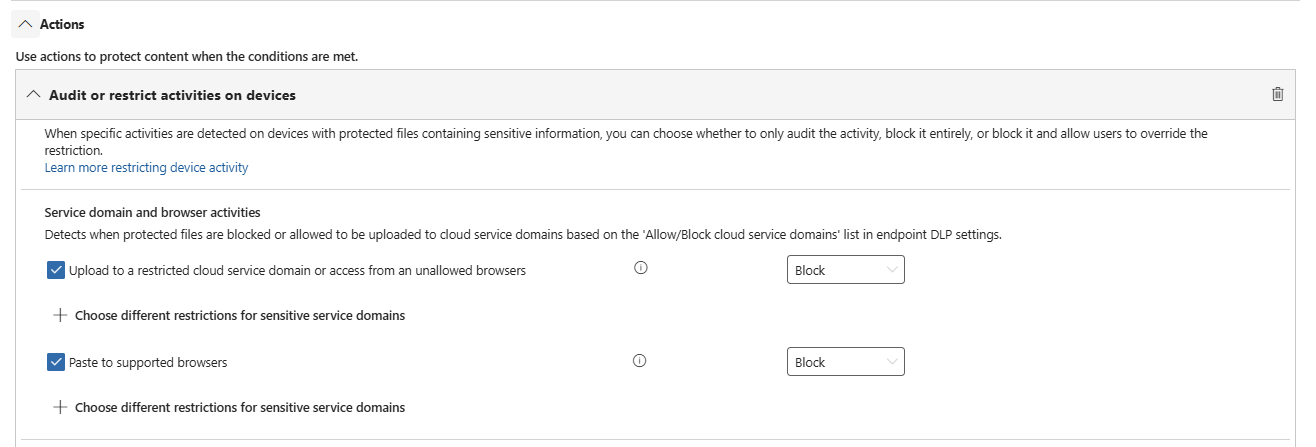 Actions
Use actions to protect content when the conditions are met.
Audit or restrict activities on devices
When specific activities are detected on devices with protected files containing sensitive information, you can choose whether to only audit the activity, block it entirely, or block it and allow users to override the
restriction.
Learn more restricting device activity
Service domain and browser activities
Detects when protected files are blocked or allowed to be uploaded to cloud service domains based on the 'Allow/Block cloud service domains' list in endpoint DLP settings.
Upload to a restricted cloud service domain or access from an unallowed browsers Block
Choose different restrictions for sensitive service domains
Paste to supported browsers Block
Choose different restrictions for sensitive service domains